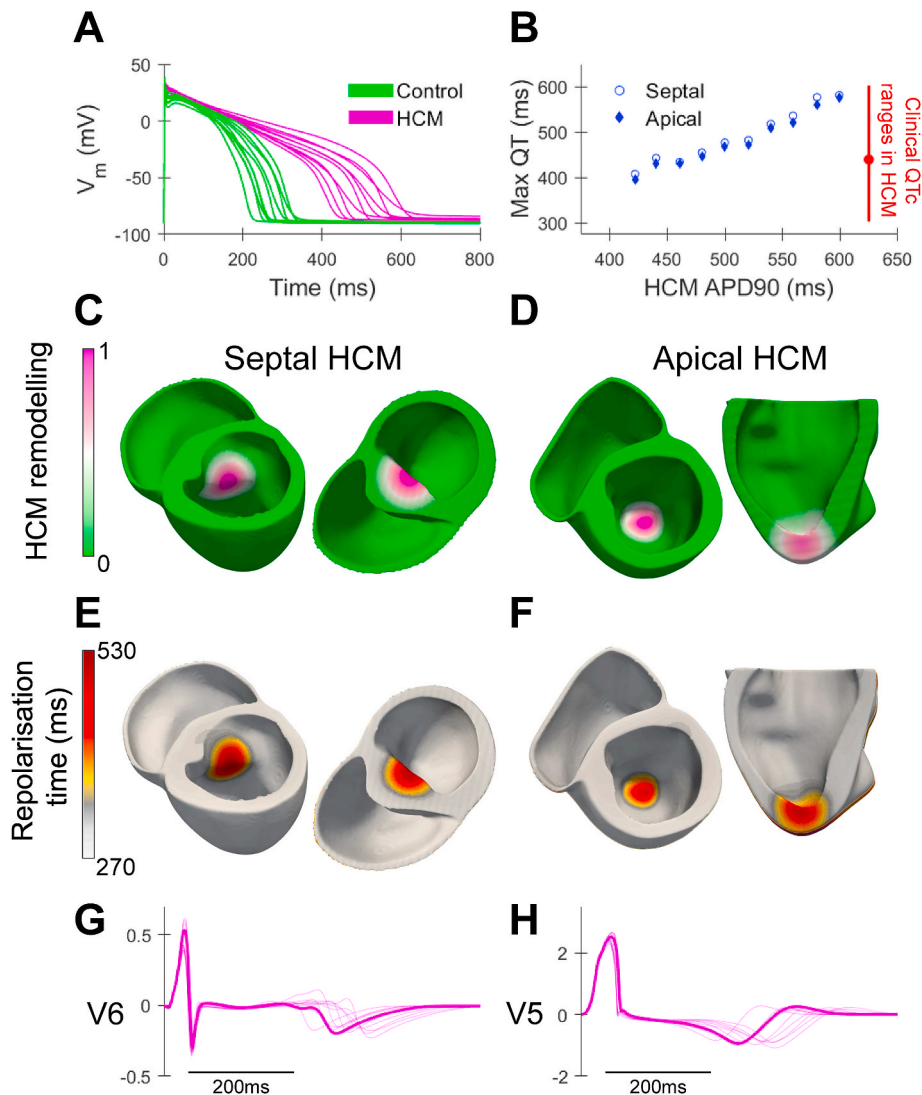 A
B
50
0
-50
-100
Vm (mV)
Control
HCM
0
200
400
600
800
Time (ms)
600
500
400
300
Max QT
(ms)
Septal
Apical
400
450
500
550
600
650
HCM APD90 (ms)
Clinical QTc
ranges in HCM
C
D
HCM remodelling
1
0
Septal HCM
Apical HCM
E
F
Repolarisation
time (ms)
530
270
G
H
0.5
0
-0.5
V6
200ms
2
0
-2
V5
200ms